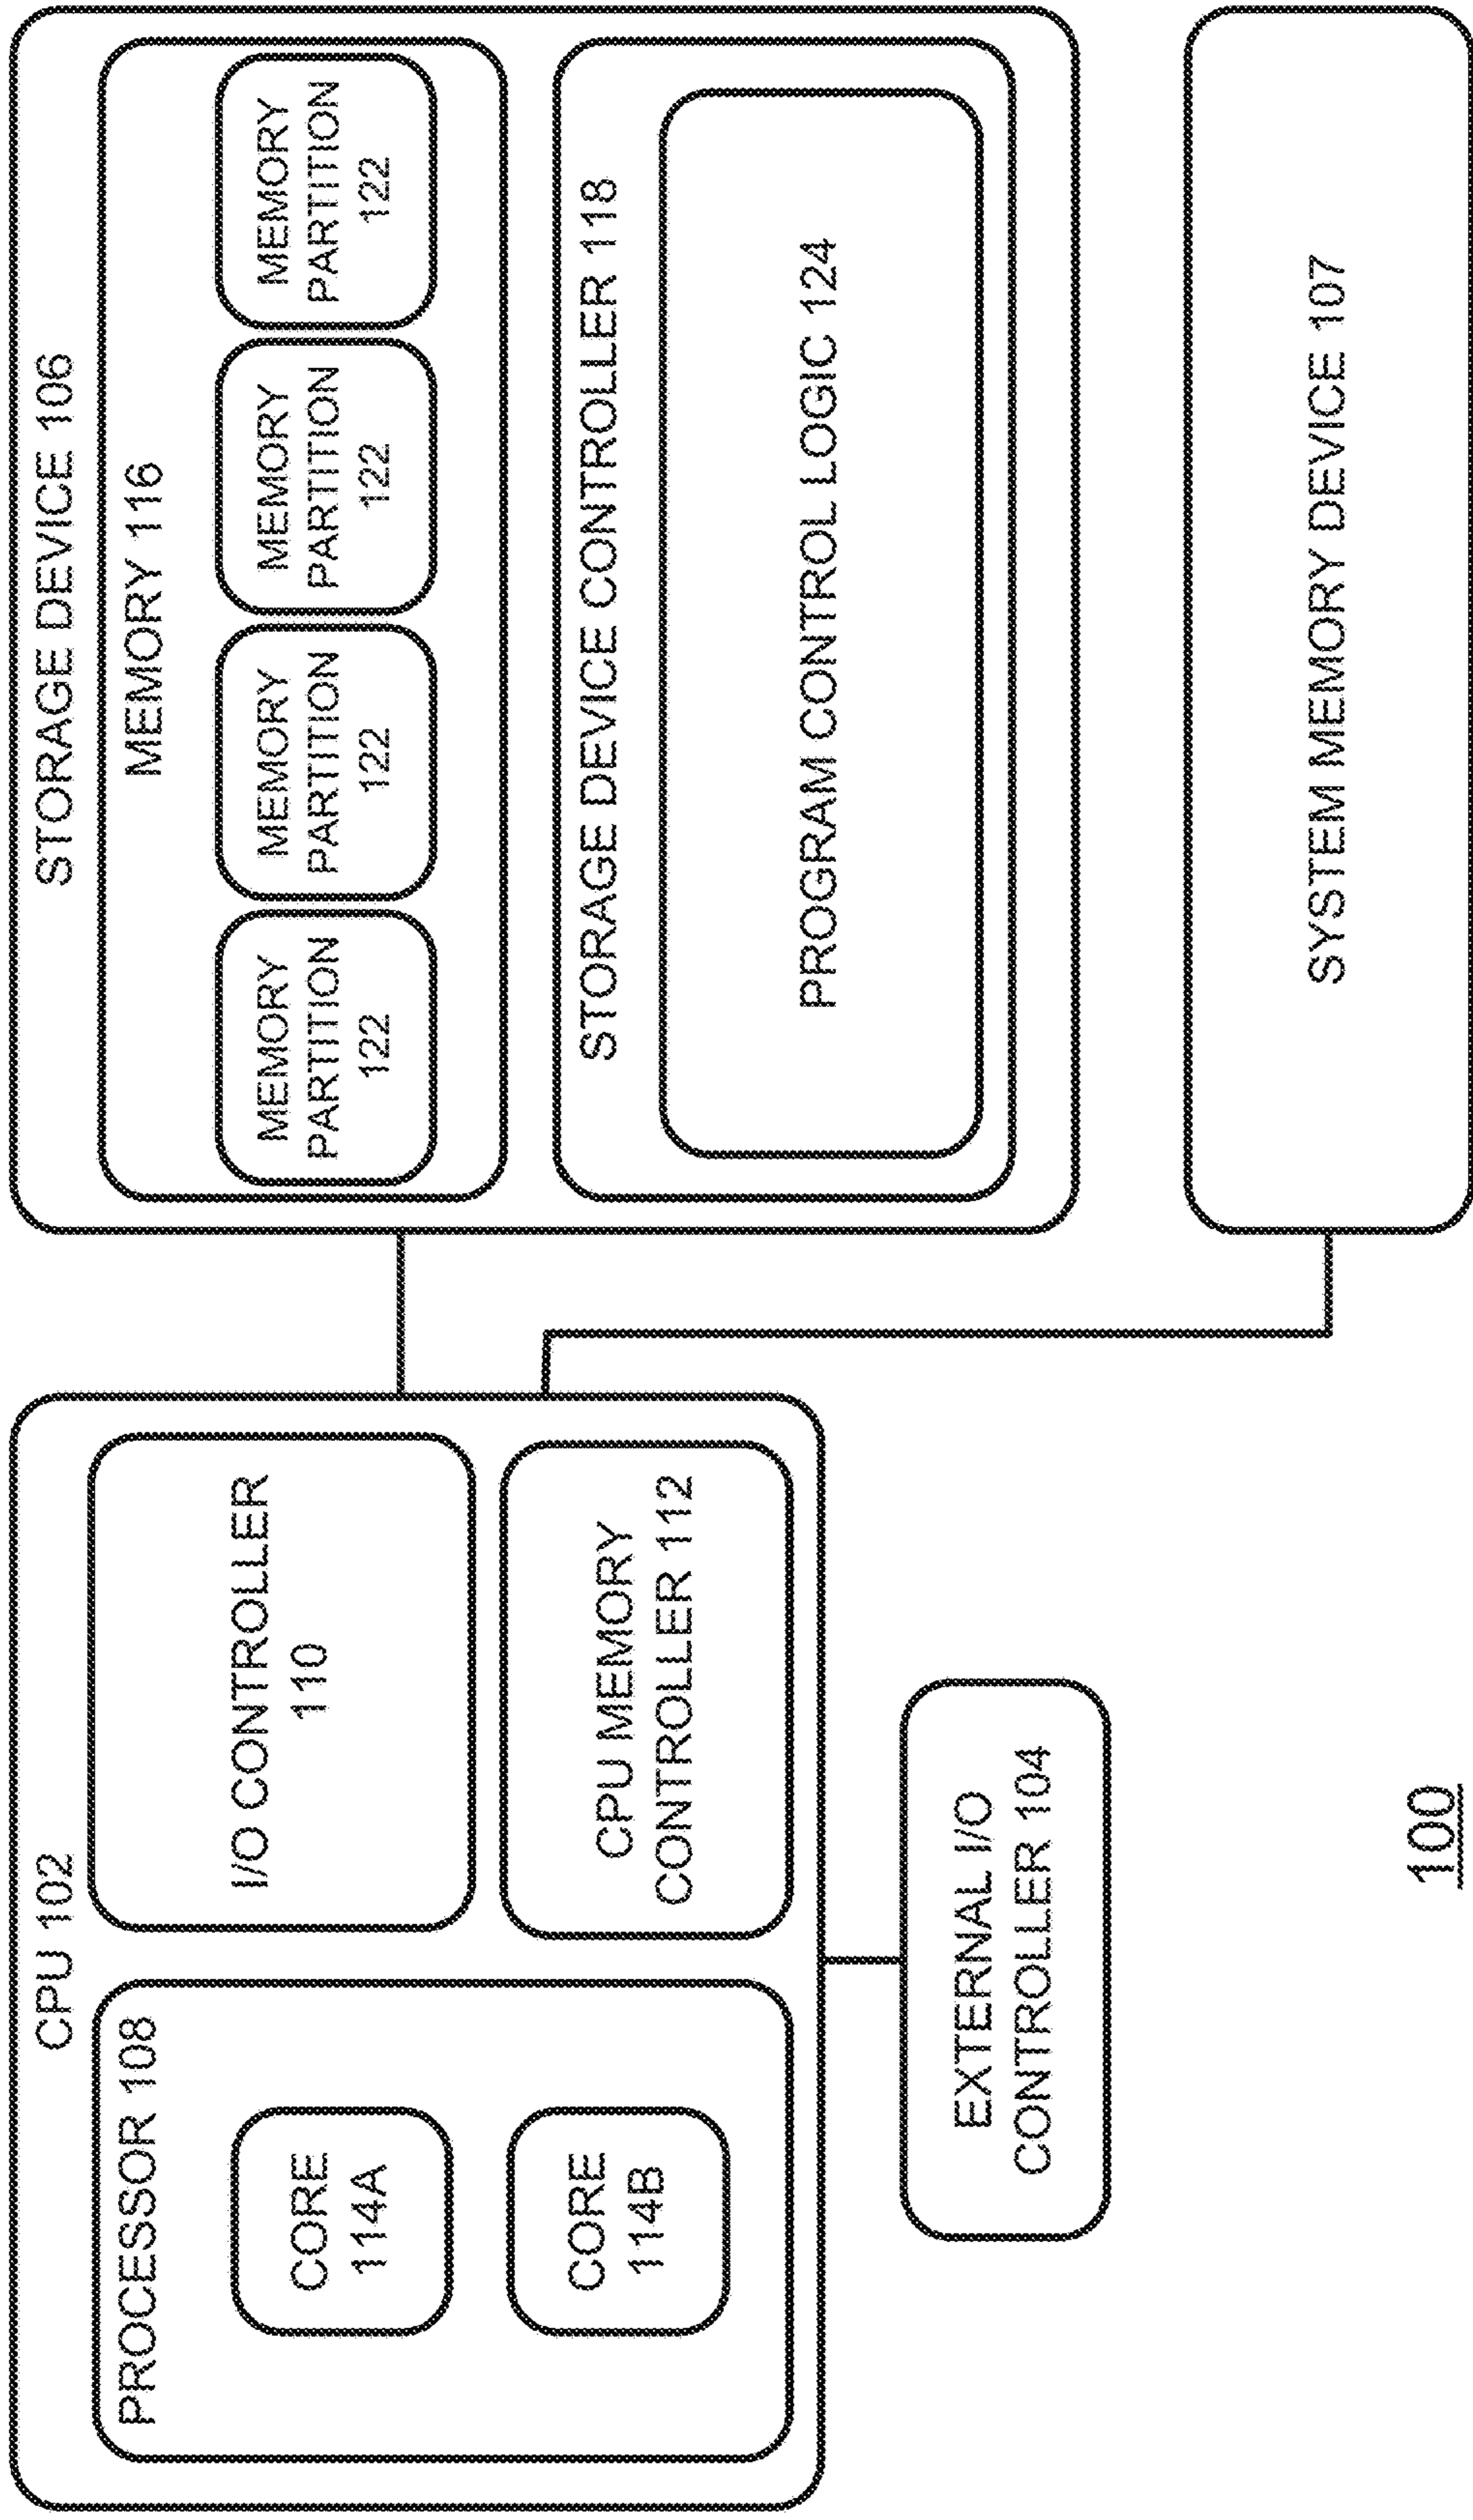 CPU 102
PROCESSOR 108
CORE
114A
CORE
114B
I/O CONTROLLER
110
CPU MEMORY
CONTROLLER 112
EXTERNAL I/O
CONTROLLER 104
STORAGE DEVICE 106
MEMORY 116
MEMORY
PARTITION
122
MEMORY
PARTITION
122
MEMORY
PARTITION
122
MEMORY
PARTITION
122
STORAGE DEVICE CONTROLLER 118
PROGRAM CONTROL LOGIC 124
SYSTEM MEMORY DEVICE 107
100